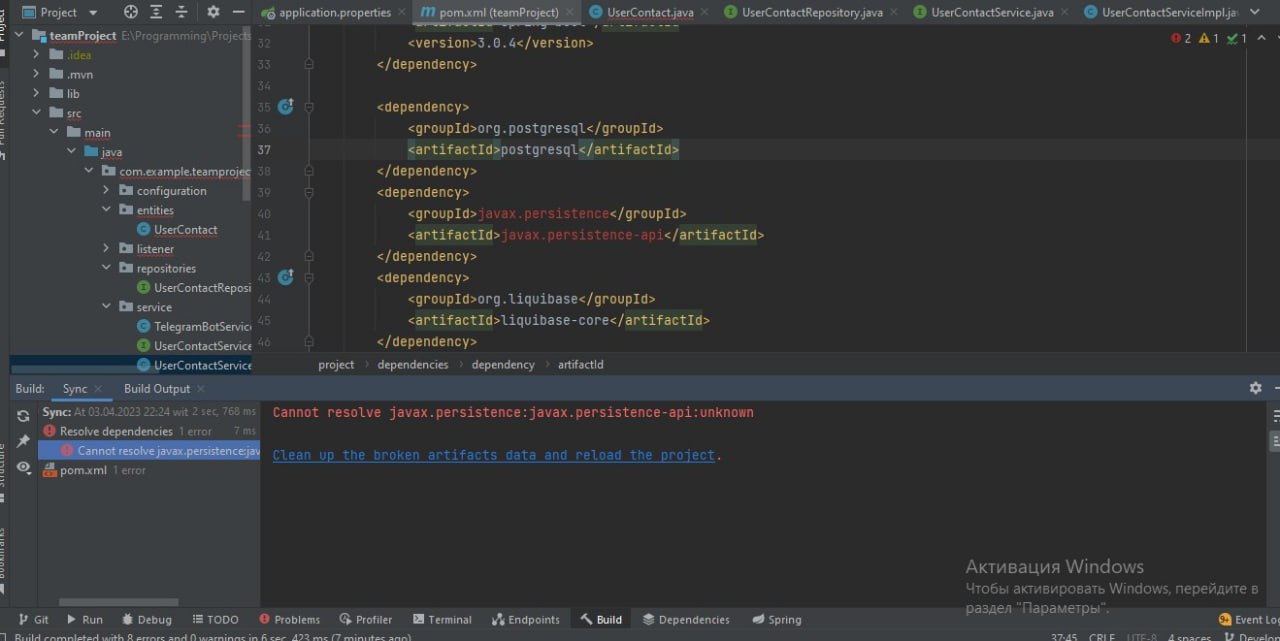 Project
application.properties
pom.xml (teamProject)
UserContact.java
UserContactRepository.java
UserContactService.java
UserContactServiceImpl.ja
teamProject E:\Programming\Projects
.idea
.mvn
lib
src
main
java
com.example.teamproject
configuration
entities
UserContact
listener
repositories
UserContactReposi
service
TelegramBotService
UserContactService
UserContactService
2 1 1
32 <version>3.0.4</version>
33 </dependency>
34
35 <dependency>
36 <groupId>org.postgresql</groupId>
37 <artifactId>postgresql</artifactId>
38 </dependency>
39 <dependency>
40 <groupId>javax.persistence</groupId>
41 <artifactId>javax.persistence-api</artifactId>
42 </dependency>
43 <dependency>
44 <groupId>org.liquibase</groupId>
45 <artifactId>liquibase-core</artifactId>
46 </dependency>
project dependencies dependency artifactId
Build: Sync Build Output
Sync: At 03.04.2023 22:24 wit 2 sec, 768 ms
Resolve dependencies 1 error 7 ms
Cannot resolve javax.persistence:jav
pom.xml 1 error
Cannot resolve javax.persistence:javax.persistence-api:unknown
Clean up the broken artifacts data and reload the project.
Активация Windows
Чтобы активировать Windows, перейдите в
раздел "Параметры".
Git Run Debug TODO Problems Profiler Terminal Endpoints Build Dependencies Spring Event Lo
Build completed with 8 errors and 0 warnings in 6 sec, 423 ms (7 minutes ago)
37:45 CRLF UTF-8 4 spaces Develop